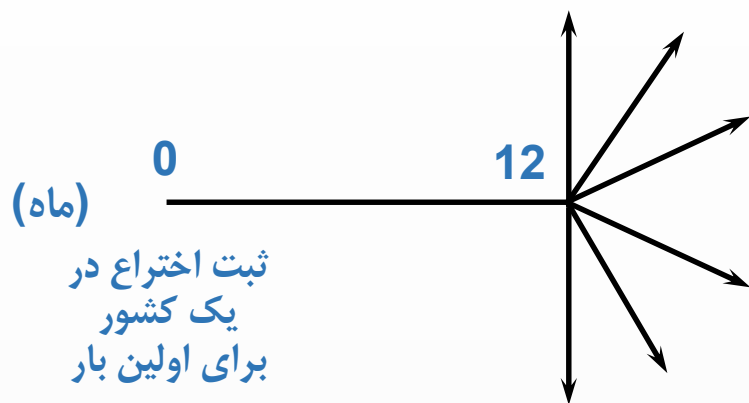 0
12
(ماه)
ثبت اختراع در
یک کشور
برای اولین بار